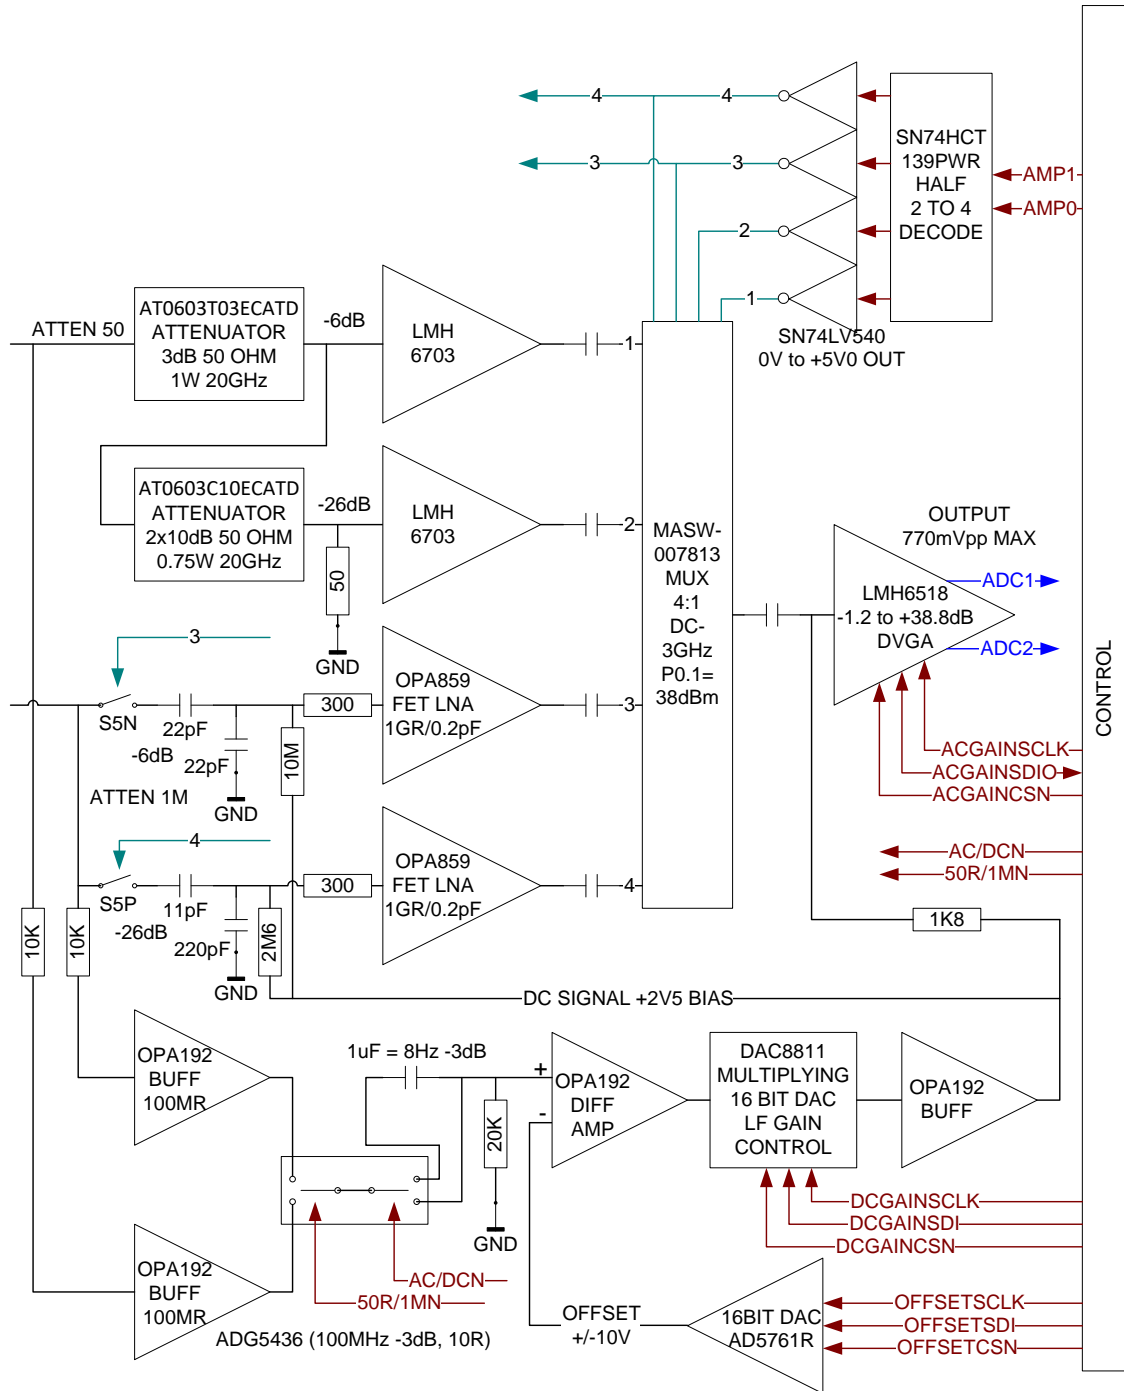 4
4
3
3
2
1
SN74HCT
139PWR
HALF
2 TO 4
DECODE
AMP1
AMP0
SN74LV540
0V to +5V0 OUT
ATTEN 50
AT0603T03ECATD
ATTENUATOR
3dB 50 OHM
1W 20GHz
-6dB
LMH
6703
1
AT0603C10ECATD
ATTENUATOR
2x10dB 50 OHM
0.75W 20GHz
-26dB
50
GND
LMH
6703
2
MASW-
007813
MUX
4:1
DC-
3GHz
P0.1=
38dBm
OUTPUT
770mVpp MAX
LMH6518
-1.2 to +38.8dB
DVGA
ADC1
ADC2
CONTROL
3
S5N
22pF
-6dB
22pF
GND
10M
300
OPA859
FET LNA
1GR/0.2pF
3
ATTEN 1M
4
S5P
11pF
-26dB
220pF
GND
2M6
300
OPA859
FET LNA
1GR/0.2pF
4
ACGAINSCLK
ACGAINSDIO
ACGAINCSN
AC/DCN
50R/1MN
1K8
10K
10K
DC SIGNAL +2V5 BIAS
OPA192
BUFF
100MR
1uF = 8Hz -3dB
20K
GND
+
-
OPA192
DIFF
AMP
DAC8811
MULTIPLYING
16 BIT DAC
LF GAIN
CONTROL
OPA192
BUFF
DCGAINSCLK
DCGAINSDI
DCGAINCSN
OPA192
BUFF
100MR
AC/DCN
50R/1MN
ADG5436 (100MHz -3dB, 10R)
OFFSET
+/-10V
16BIT DAC
AD5761R
OFFSETSCLK
OFFSETSDI
OFFSETCSN